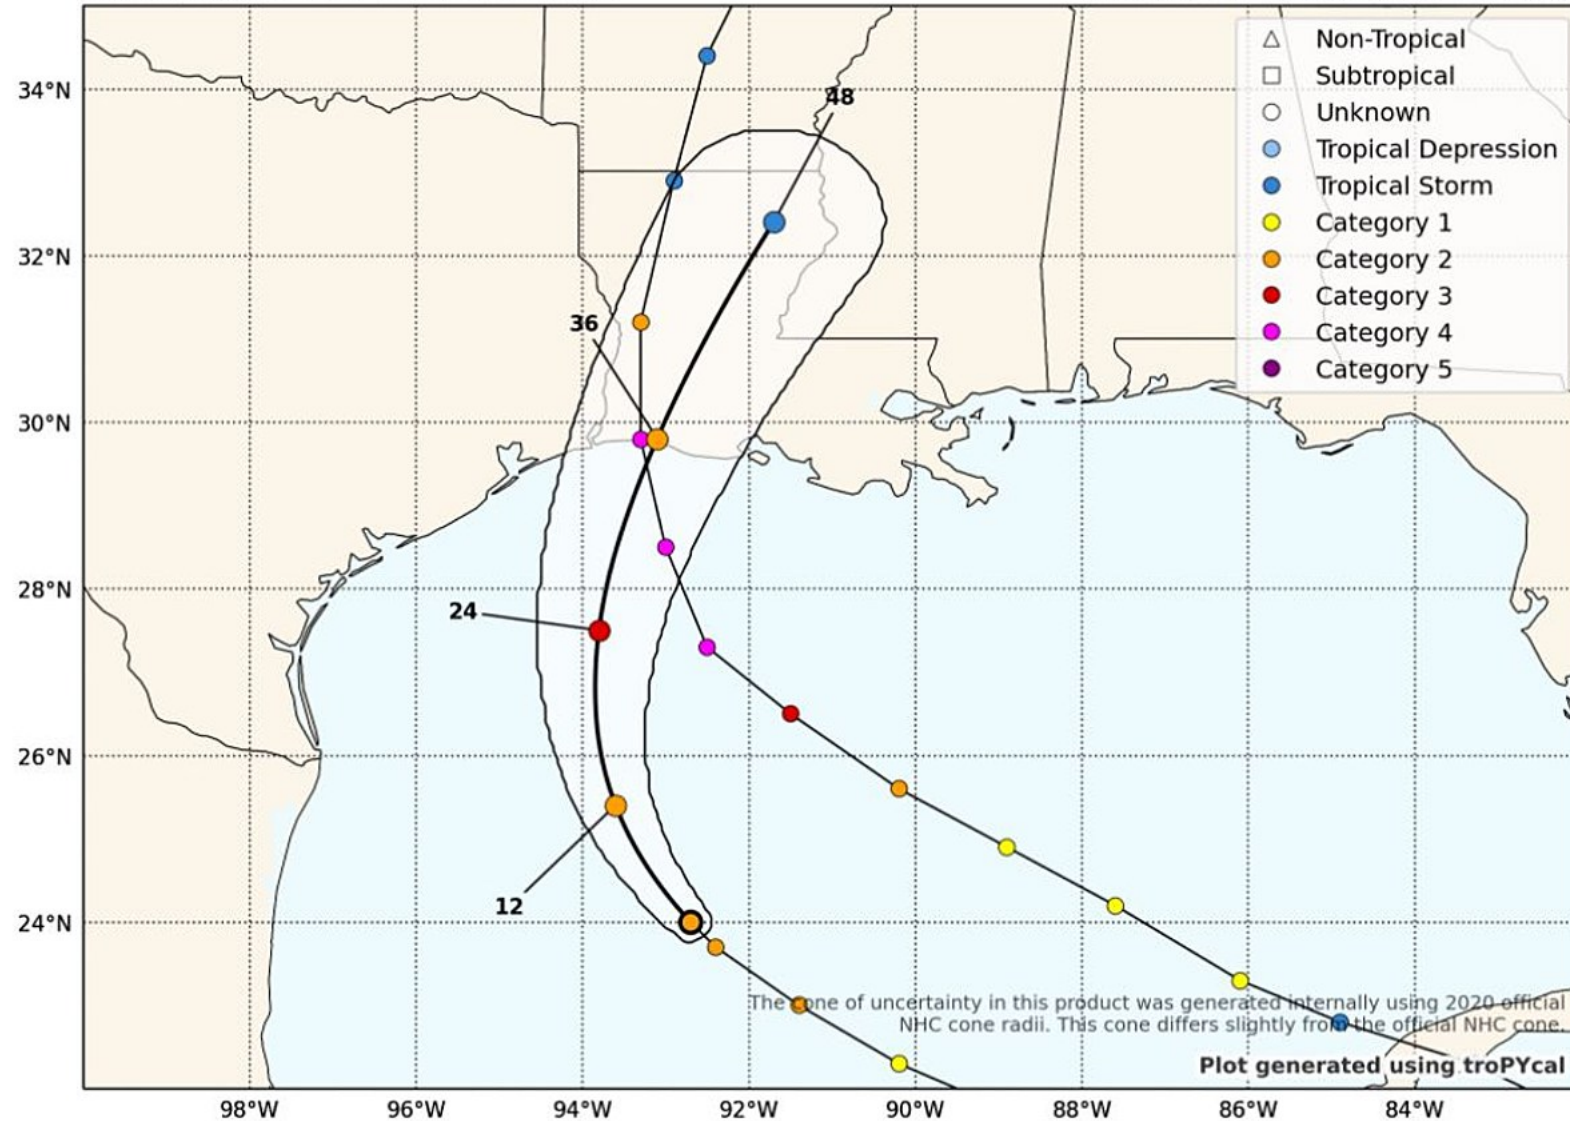 34°N
32°N
30°N
28°N
26°N
24°N
48
36
24
12
Non-Tropical
Subtropical
Unknown
Tropical Depression
Tropical Storm
Category 1
Category 2
Category 3
Category 4
Category 5
The cone of uncertainty in this product was generated internally using 2020 official
NHC cone radii. This cone differs slightly from the official NHC cone.
Plot generated using troPYcal
98°W 96°W 94°W 92°W 90°W 88°W 86°W 84°W